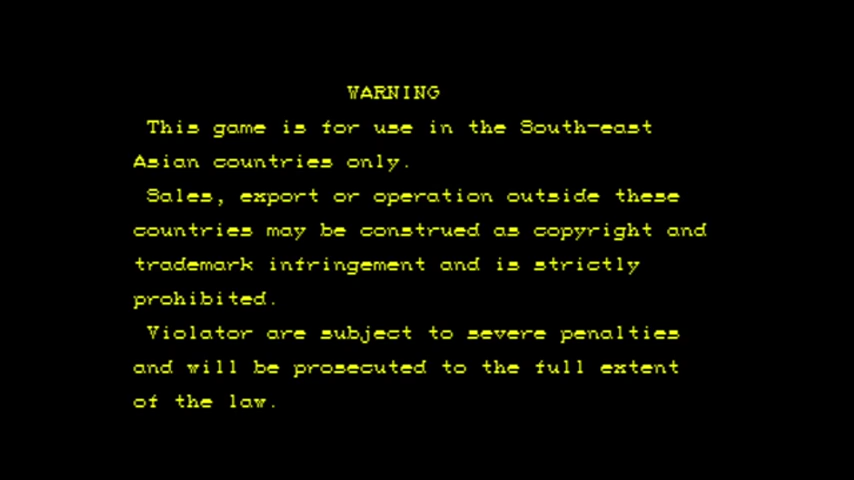 WARNING
This game is for use in the South-east
Asian countries only.
Sales, export or operation outside these
countries may be construed as copyright and
trademark infringement and is strictly
prohibited.
Violator are subject to severe penalties
and will be prosecuted to the full extent
of the law.